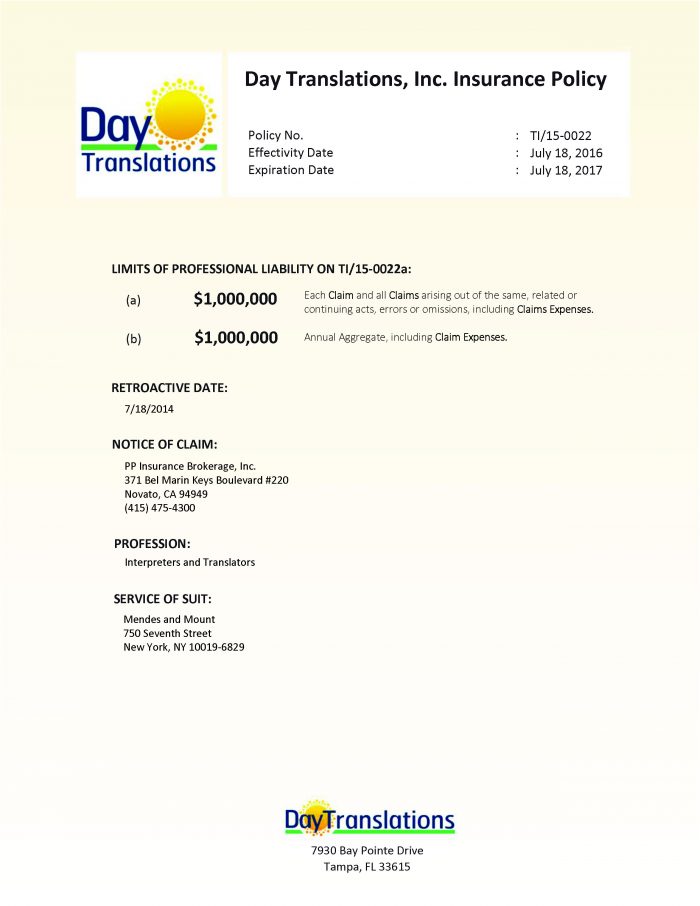 Day Translations, Inc. Insurance Policy
Day
Translations
Policy No. : TI/15-0022
Effectivity Date : July 18, 2016
Expiration Date : July 18, 2017
LIMITS OF PROFESSIONAL LIABILITY ON TI/15-0022a:
(a) $1,000,000 Each Claim and all Claims arising out of the same, related or
continuing acts, errors or omissions, including Claims Expenses.
(b) $1,000,000 Annual Aggregate, including Claim Expenses.
RETROACTIVE DATE:
7/18/2014
NOTICE OF CLAIM:
PP Insurance Brokerage, Inc.
371 Bel Marin Keys Boulevard #220
Novato, CA 94949
(415) 475-4300
PROFESSION:
Interpreters and Translators
SERVICE OF SUIT:
Mendes and Mount
750 Seventh Street
New York, NY 10019-6829
DayTranslations
7930 Bay Pointe Drive
Tampa, FL 33615